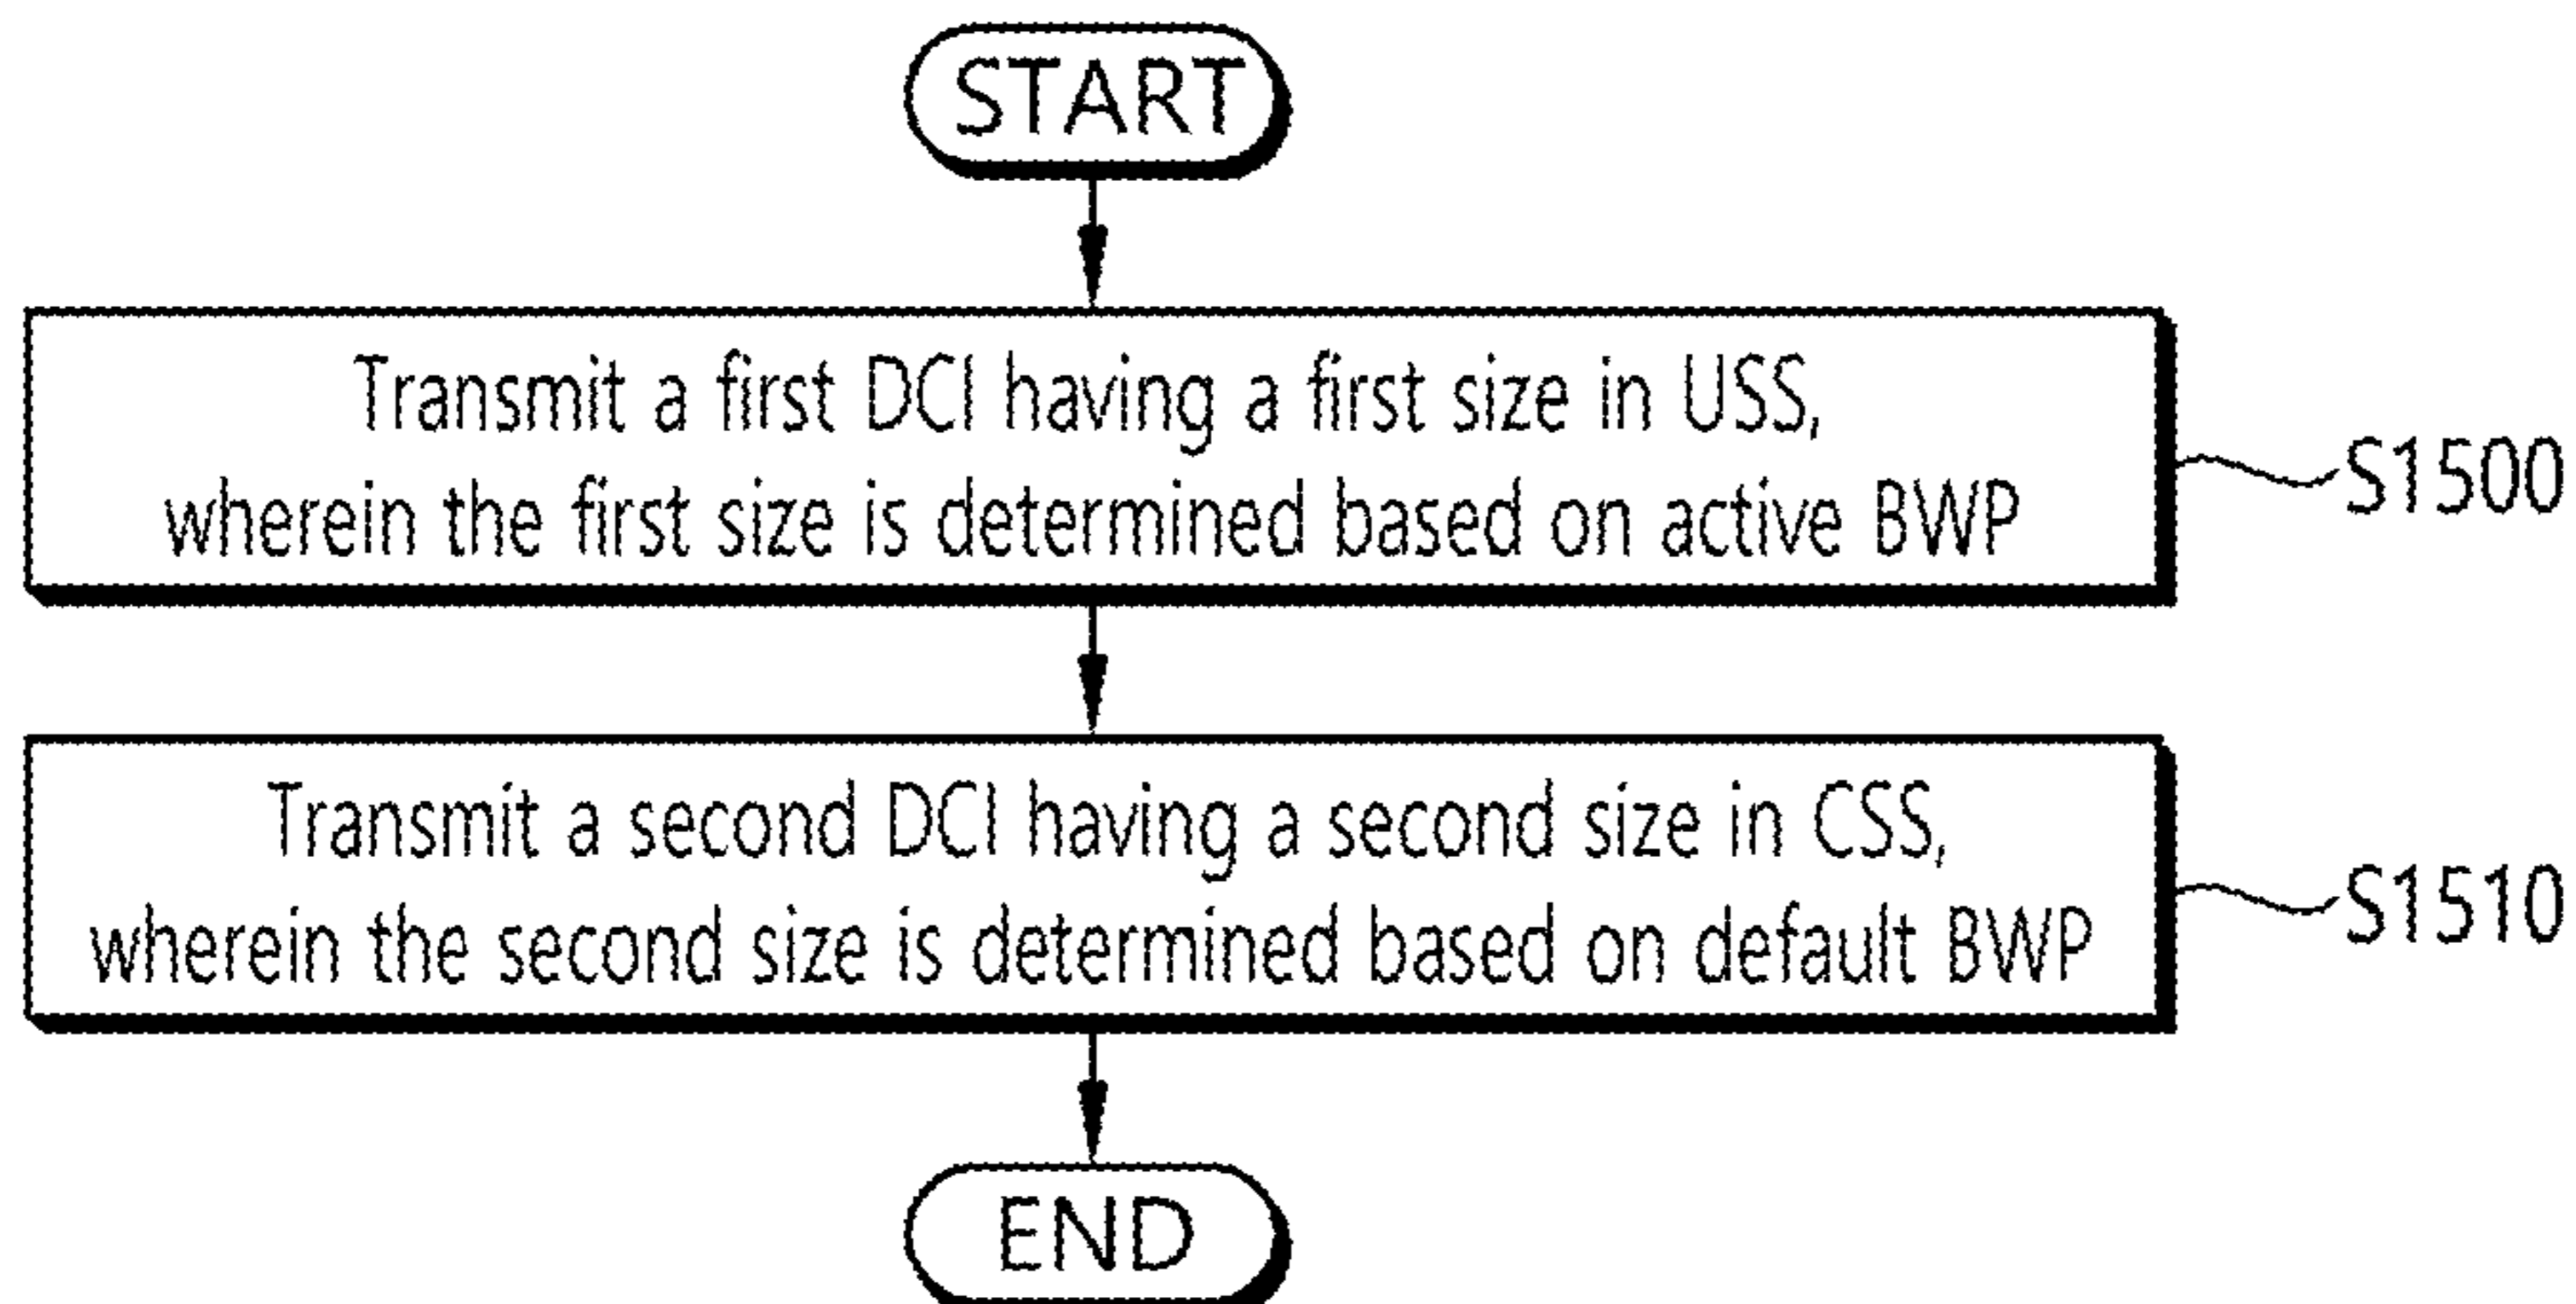 START
Transmit a first DCI having a first size in USS,
wherein the first size is determined based on active BWP
S1500
Transmit a second DCI having a second size in CSS,
wherein the second size is determined based on default BWP
S1510
END